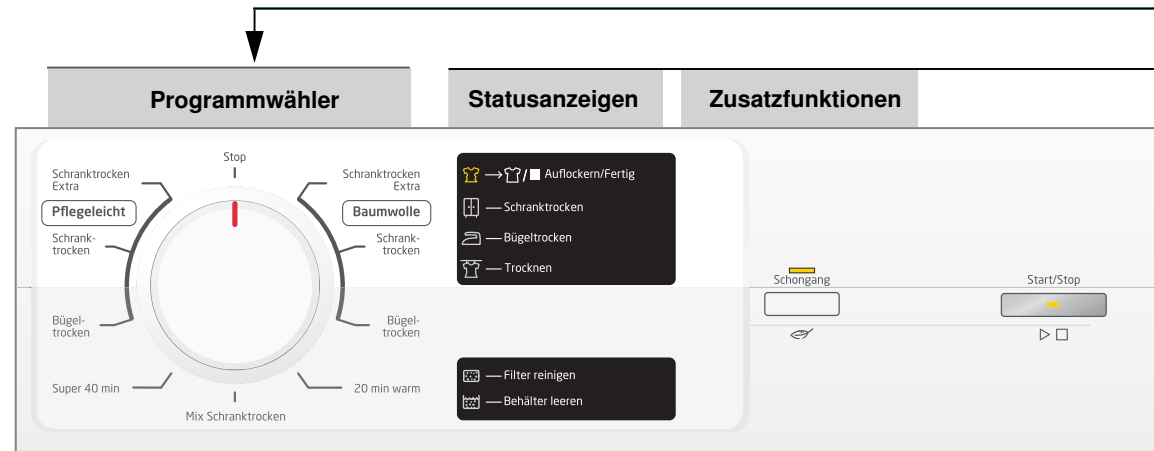 Programmwähler
Statusanzeigen
Zusatzfunktionen
Stop
Schranktrocken
Extra
Pflegeleicht
Schrank-
trocken
Bügel-
trocken
Super 40 min
Mix Schranktrocken
Schranktrocken
Extra
Baumwolle
Schrank-
trocken
Bügel-
trocken
20 min warm
/ Auflockern/Fertig
Schranktrocken
Bügeltrocken
Trocknen
Filter reinigen
Behälter leeren
Schongang
Start/Stop